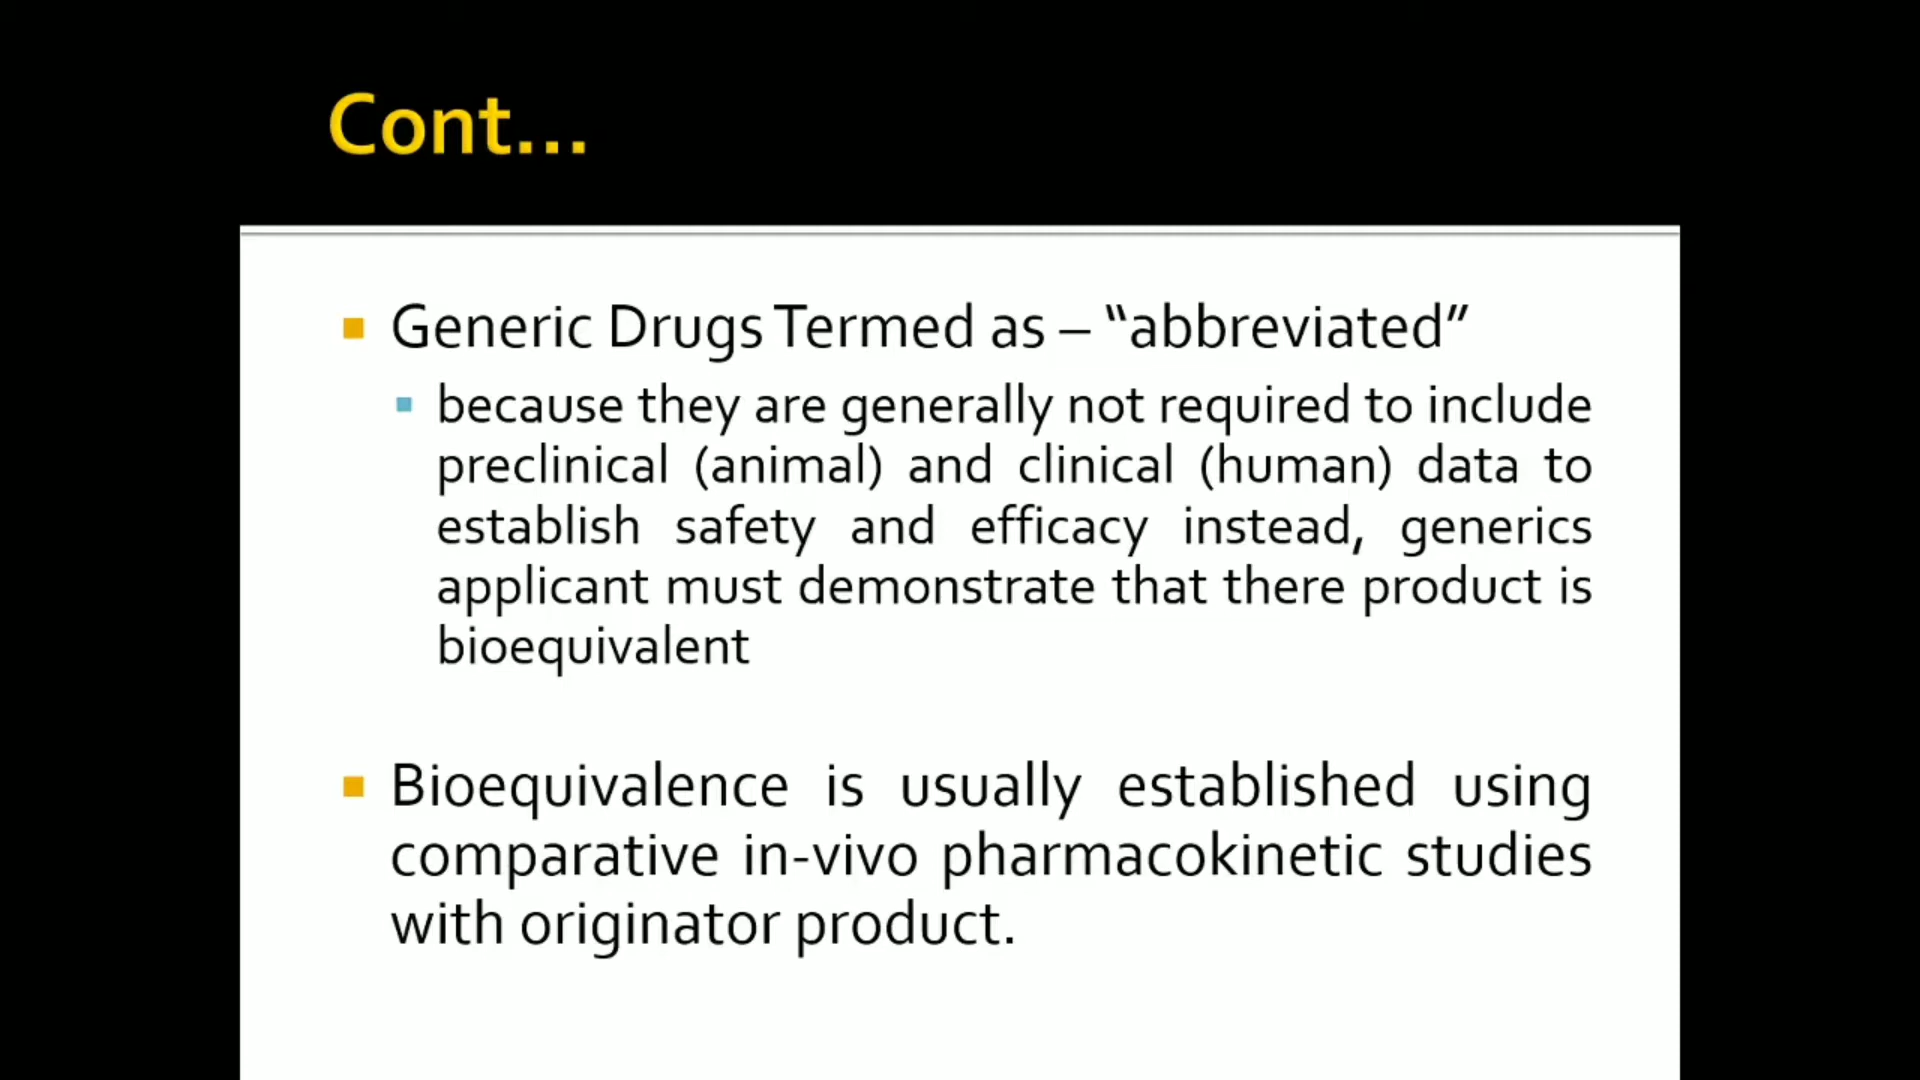 Cont...
Generic Drugs Termed as – “abbreviated”
because they are generally not required to include
preclinical (animal) and clinical (human) data to
establish safety and efficacy instead, generics
applicant must demonstrate that there product is
bioequivalent
Bioequivalence is usually established using
comparative in-vivo pharmacokinetic studies
with originator product.